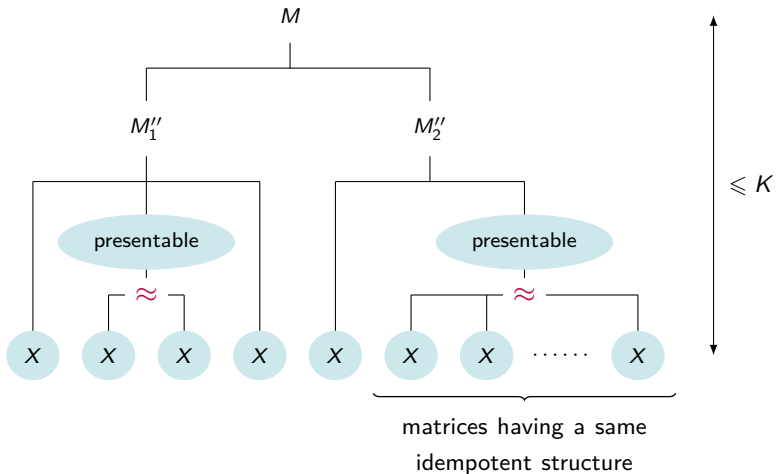 M
M″₁ M″₂
⩽ K
presentable presentable
≈ ≈
X X X X X X X ...... X
matrices having a same
idempotent structure